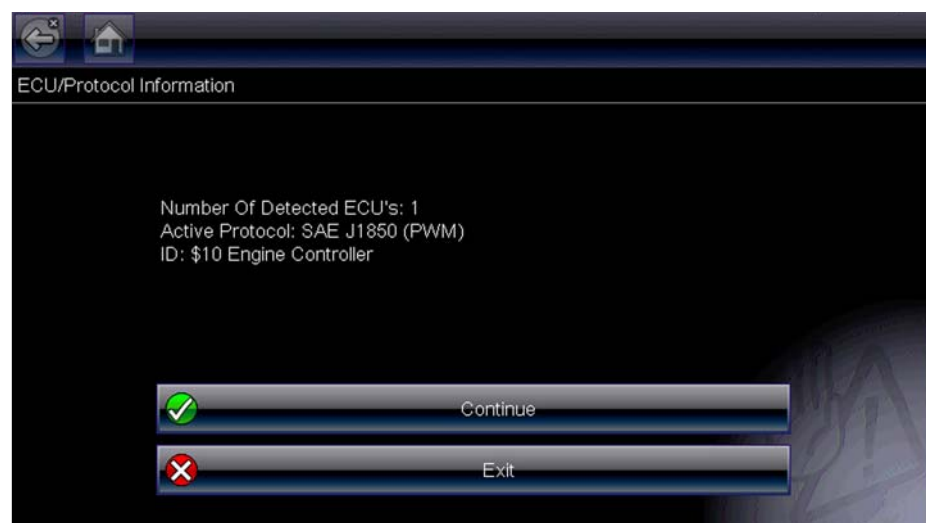 ECU/Protocol Information
Number Of Detected ECU's: 1
Active Protocol: SAE J1850 (PWM)
ID: $10 Engine Controller
Continue
Exit